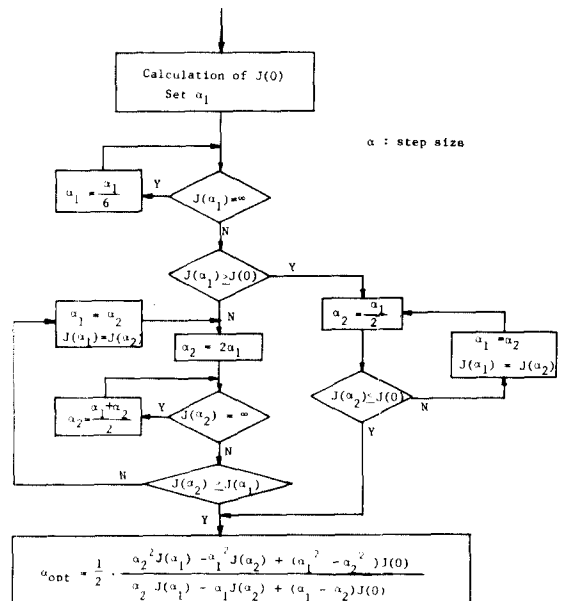 Calculation of J(0)
Set α₁
α : step size
α₁ = α₁/6
Y
J(α₁)=∞
N
J(α₁)≥J(0)
Y
N
α₁ = α₂
J(α₁)=J(α₂)
α₂ = 2α₁
α₂ = α₁/2
α₁ =α₂
J(α₁) = J(α₂)
α₂=(α₁+α₂)/2
Y
J(α₂) = ∞
N
J(α₂)≤J(0)
N
Y
N
J(α₂) ≥J(α₁)
Y
αopt = 1/2 · (α₂²J(α₁) -α₁²J(α₂) + (α₁² -α₂²)J(0))/(α₂ J(α₁) - α₁J(α₂) + (α₁ - α₂)J(0))